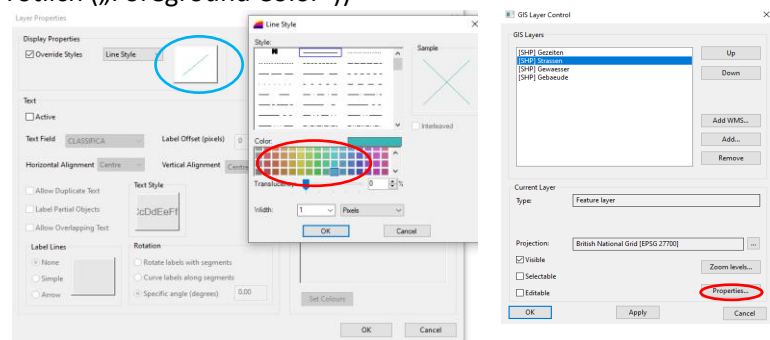 rötlich („Foreground Color"))
Layer Properties
Display Properties
Override Styles
Line Style
Text
Active
Text Field
CLASSIFICA
Label Offset (pixels)
0
Horizontal Alignment
Centre
Vertical Alignment
Centre
Allow Duplicate Text
Label Partial Objects
Allow Overlapping Text
Text Style
cDdEeFf
Label Lines
None
Simple
Arrow
Rotation
Rotate labels with segments
Curve labels along segments
Specific angle (degrees)
0.00
Set Colours
OK
Cancel
Line Style
Style:
Sample
Interleaved
Color:
Translucency
0
%
Width:
1
Pixels
OK
Cancel
GIS Layer Control
GIS Layers
[SHP] Gezeiten
[SHP] Strassen
[SHP] Gewaesser
[SHP] Gebaeude
Up
Down
Add WMS...
Add...
Remove
Current Layer
Type:
Feature layer
Projection:
British National Grid [EPSG 27700]
...
Visible
Selectable
Editable
Zoom levels...
Properties...
OK
Apply
Cancel